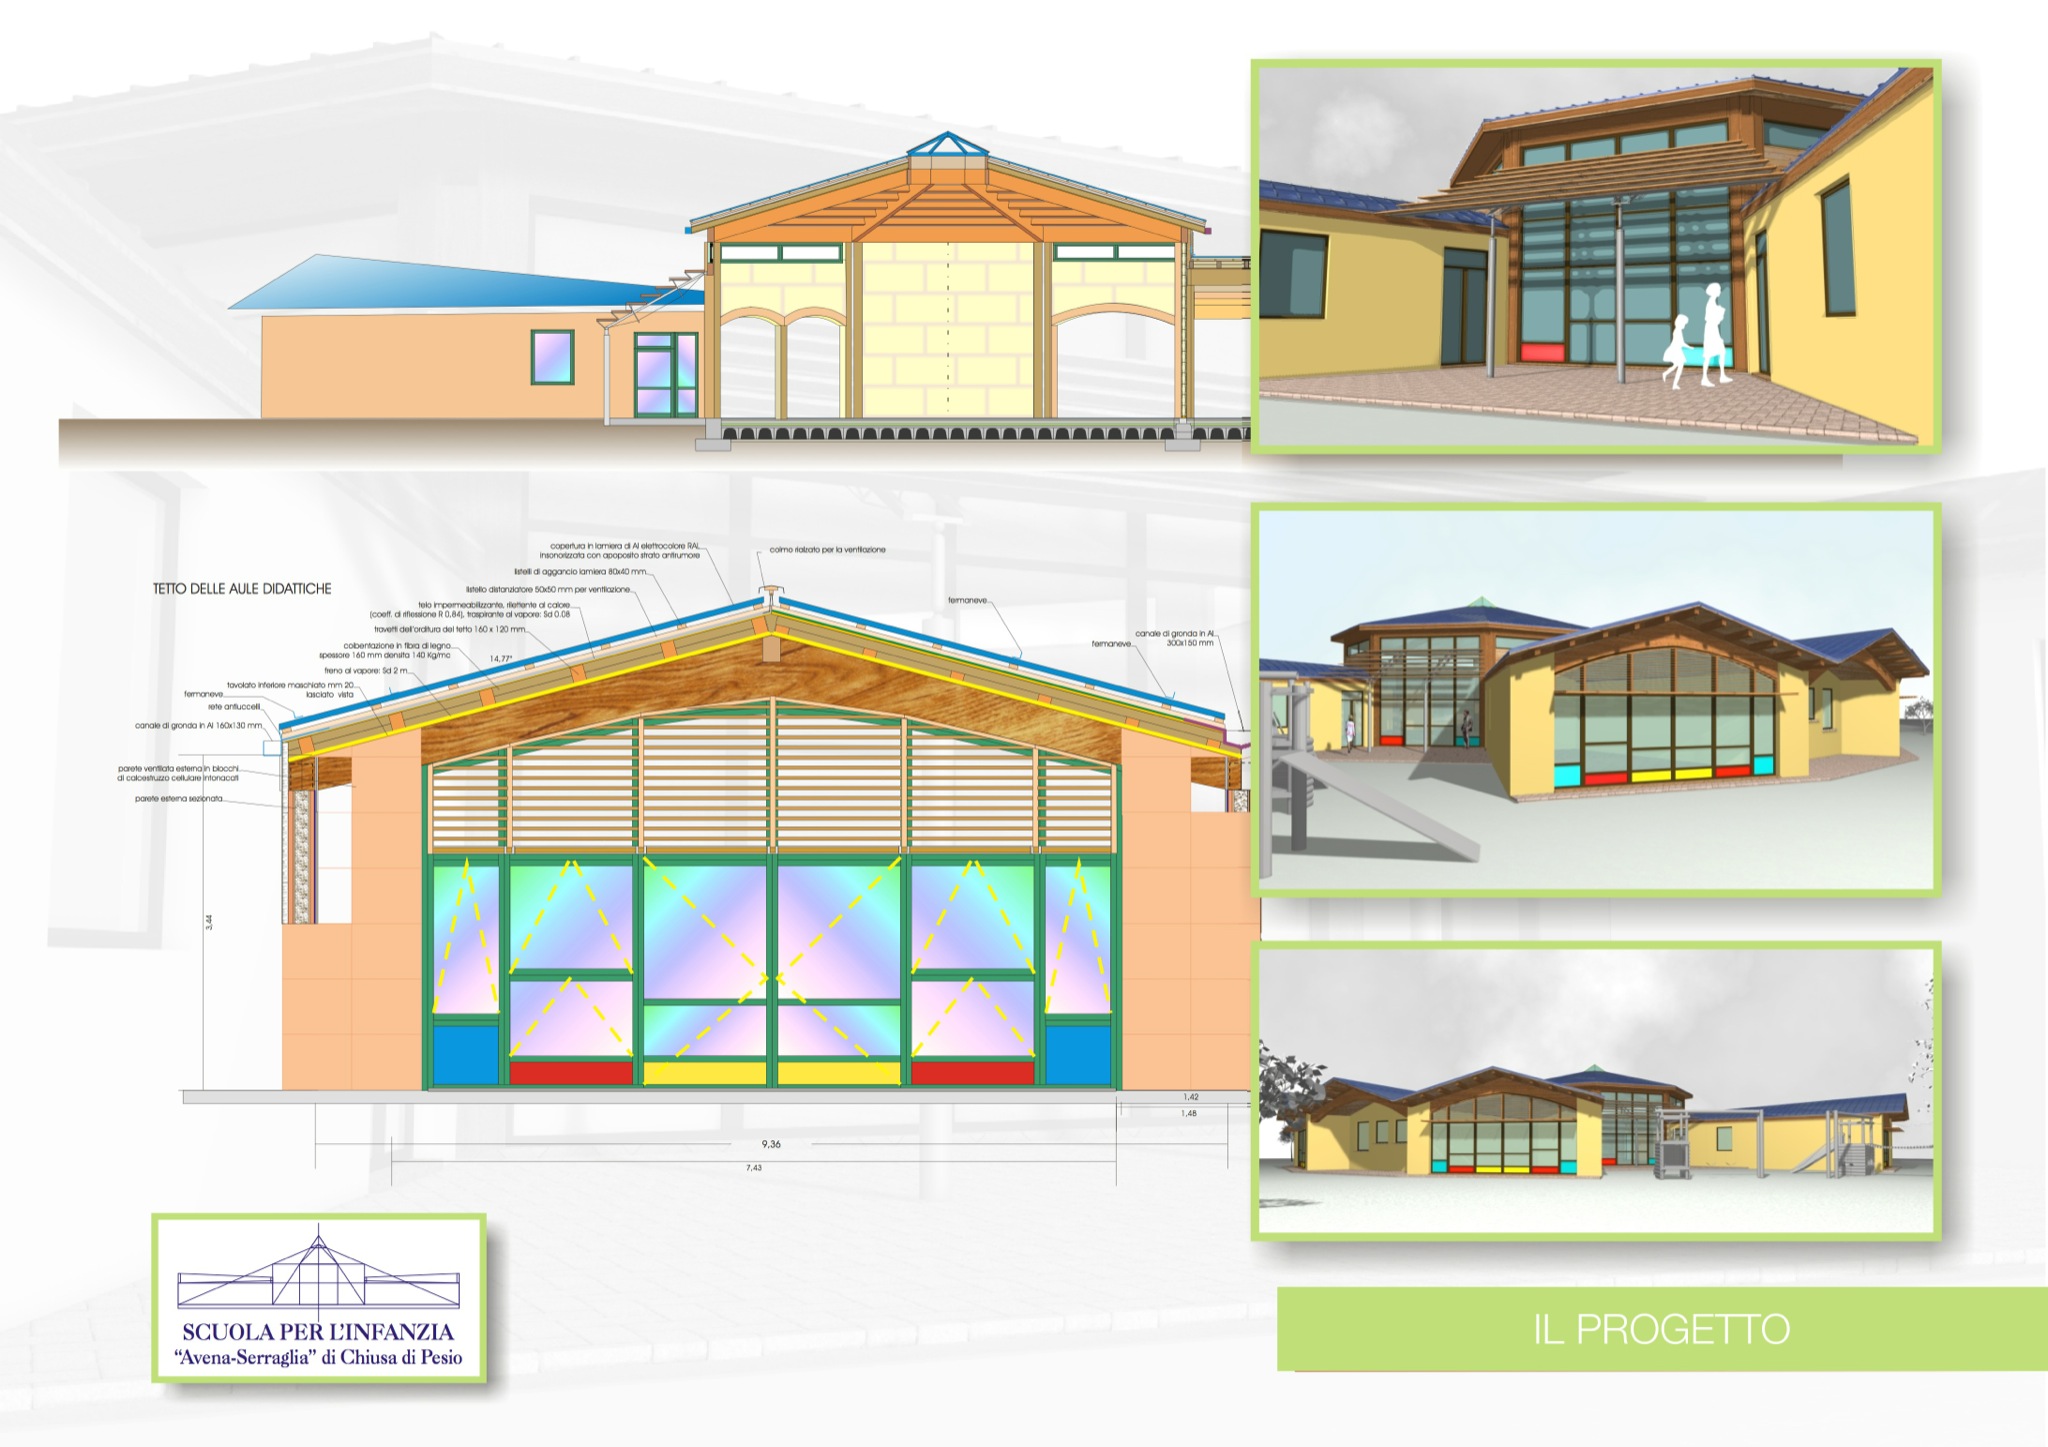 TETTO DELLE AULE DIDATTICHE
copertura in lamiera di Al elettrocolore RAL
insonorizzata con apoposito strato antirumore
colmo rialzato per la ventilazione
listelli di aggancio lamiera 80x40 mm
listello distanziatore 50x50 mm per ventilazione
telo impermeabilizzante, riflettente al calore
(coeff. di riflessione R 0.84), traspirante al vapore: Sd 0.08
travetti dell'orditura del tetto 160 x 120 mm
coibentazione in fibra di legno
spessore 160 mm densita 140 Kg/mc
14,77°
freno al vapore: Sd 2 m
tavolato inferiore maschiato mm 20
lasciato vista
fermaneve
rete antiuccelli
canale di gronda in Al 160x130 mm
parete ventilata esterna in blocchi
di calcestruzzo cellulare intonacati
parete esterna sezionata
fermaneve
fermaneve
canale di gronda in Al
300x150 mm
3,44
1,42
1,48
9,36
7,43
SCUOLA PER L'INFANZIA
“Avena-Serraglia” di Chiusa di Pesio
IL PROGETTO